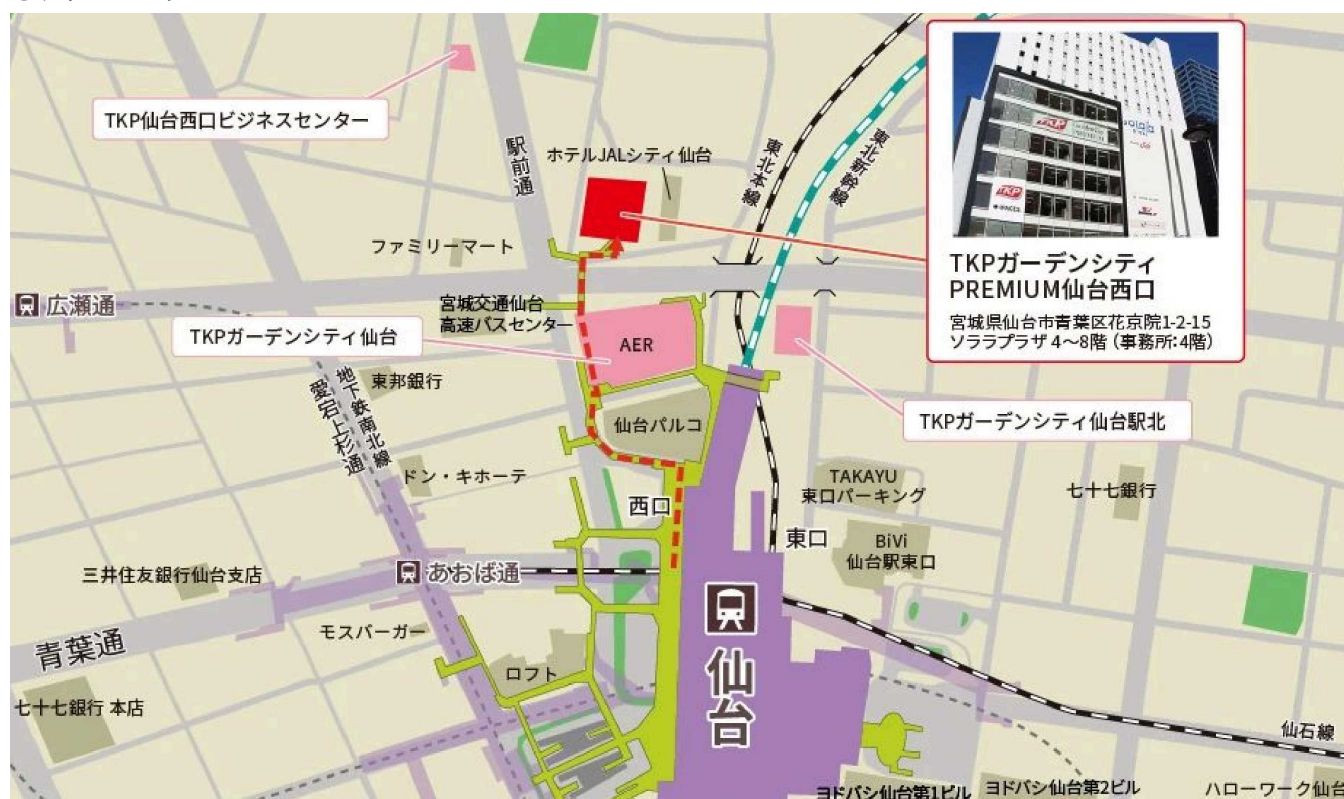 TKP仙台西口ビジネスセンター
駅前通
ホテルJALシティ仙台
東北本線
東北新幹線
TKP
TKP
TKPガーデンシティ
PREMIUM仙台西口
宮城県仙台市青葉区花京院1-2-15
ソララプラザ 4〜8階（事務所:4階）
ファミリーマート
広瀬通
宮城交通仙台
高速バスセンター
TKPガーデンシティ仙台
AER
東邦銀行
地下鉄南北線
愛宕上杉通
仙台パルコ
TKPガーデンシティ仙台駅北
ドン・キホーテ
西口
TAKAYU
東口パーキング
七十七銀行
東口
BiVi
仙台駅東口
三井住友銀行仙台支店
あおば通
モスバーガー
青葉通
ロフト
仙台
七十七銀行 本店
仙石線
ヨドバシ仙台第1ビル
ヨドバシ仙台第2ビル
ハローワーク仙台